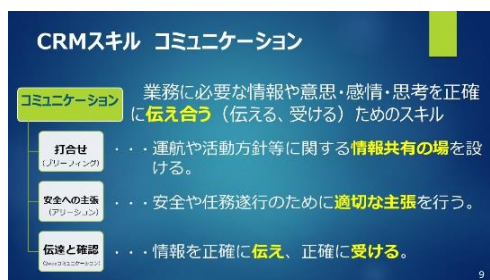 CRMスキル コミュニケーション
コミュニケーション
業務に必要な情報や意思・感情・思考を正確
に伝え合う（伝える、受ける）ためのスキル
打合せ
(ブリーフィング)
・・・運航や活動方針等に関する情報共有の場を設
ける。
安全への主張
(アサーション)
・・・安全や任務遂行のために適切な主張を行う。
伝達と確認
・・・情報を正確に伝え、正確に受ける。
9